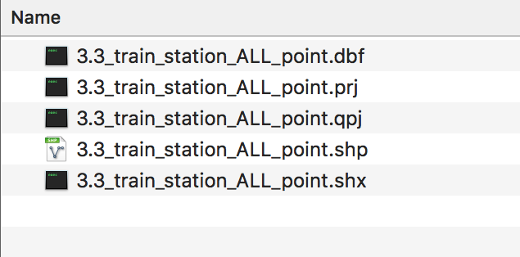 Name
3.3_train_station_ALL_point.dbf
3.3_train_station_ALL_point.prj
3.3_train_station_ALL_point.qpj
3.3_train_station_ALL_point.shp
3.3_train_station_ALL_point.shx